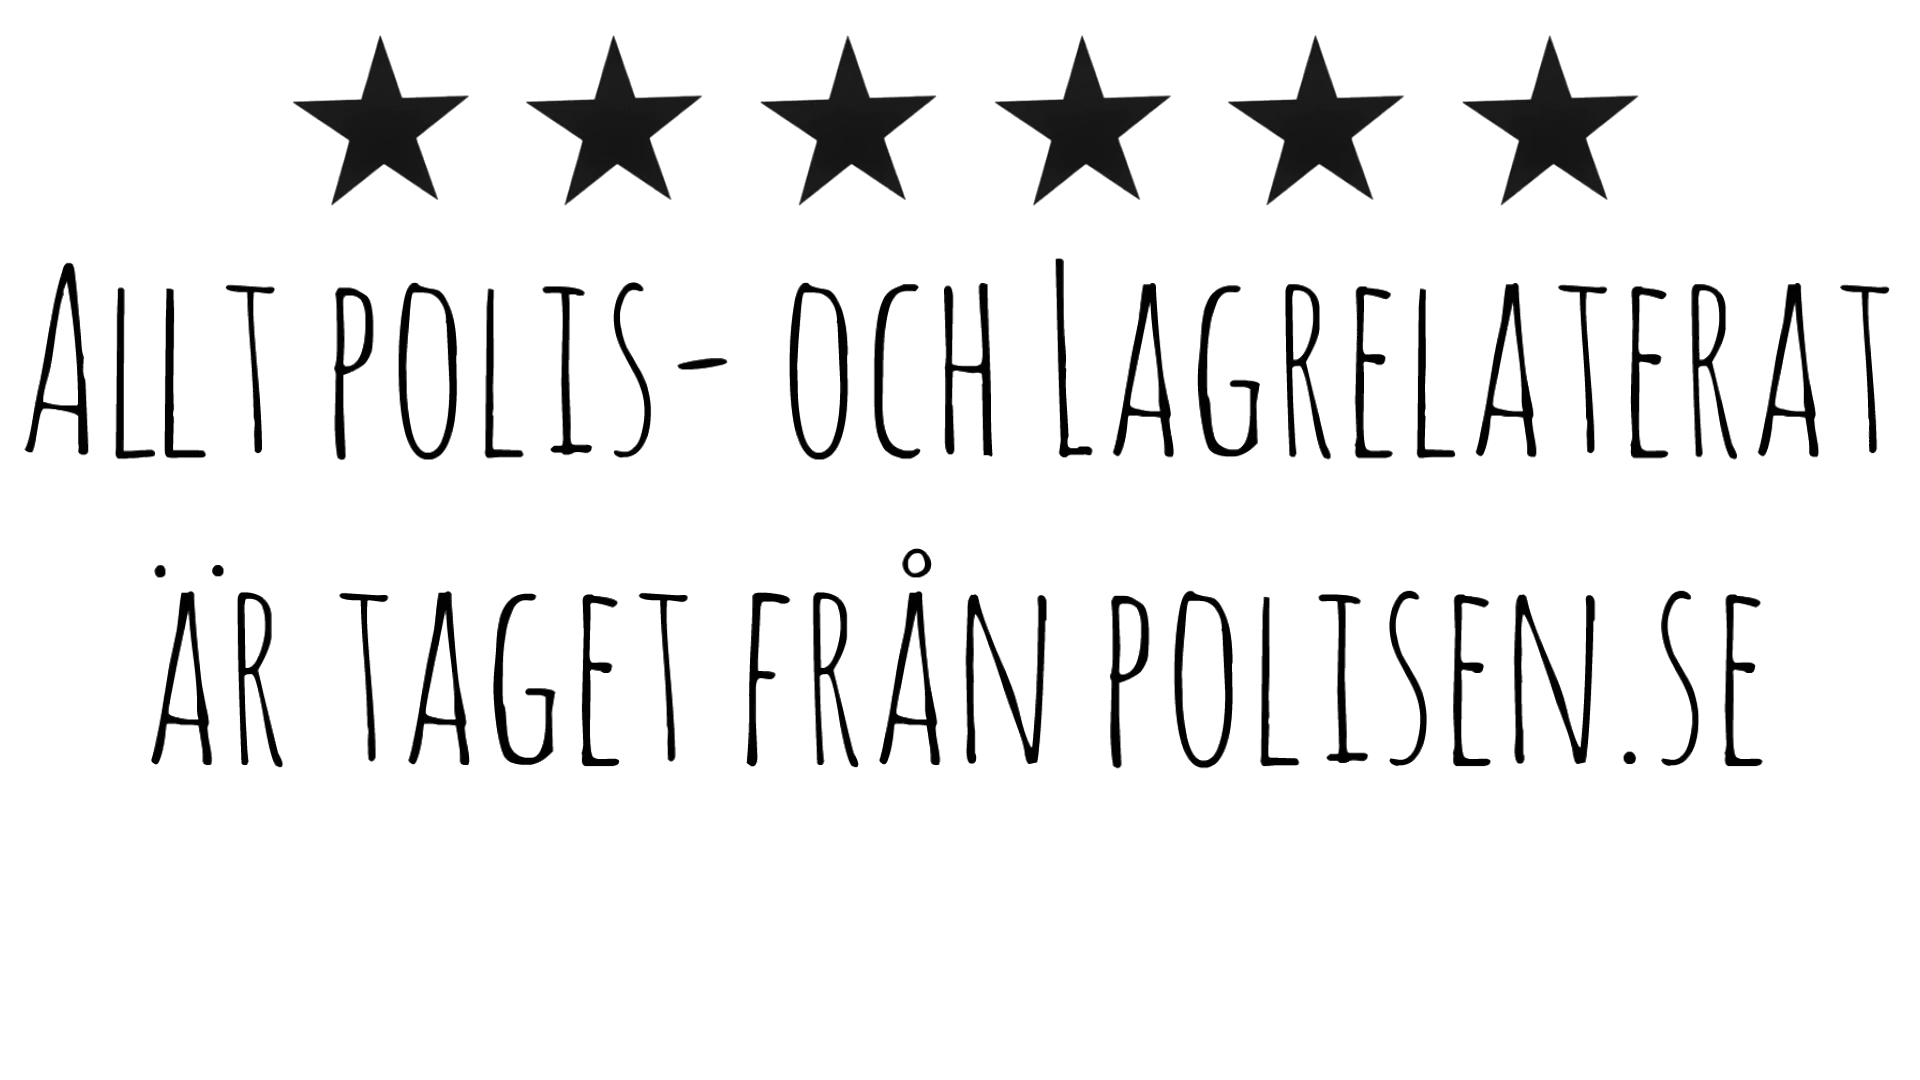 Allt polis- och Lagrelaterat
är taget från polisen.se